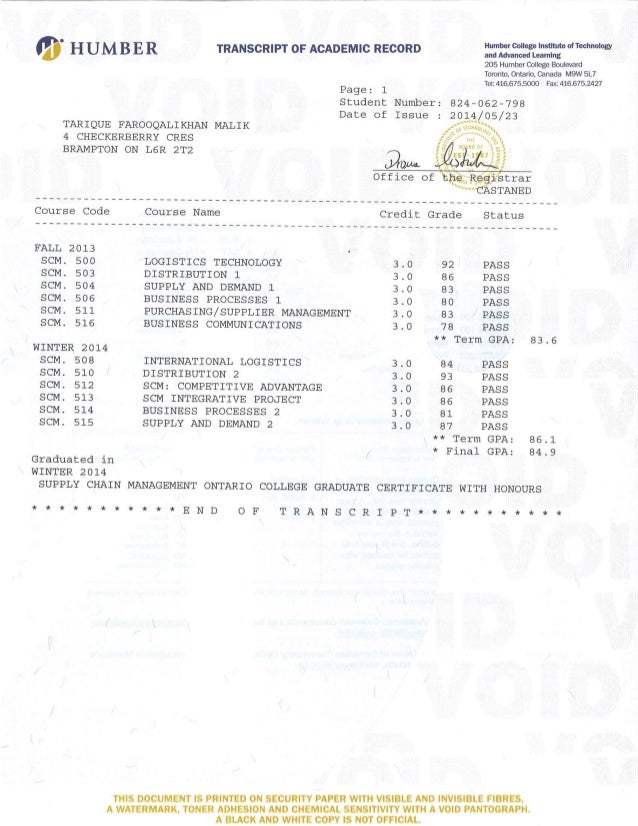 HUMBER
TRANSCRIPT OF ACADEMIC RECORD
Humber College Institute of Technology
and Advanced Learning
205 Humber College Boulevard
Toronto, Ontario, Canada M9W 5L7
Tel: 416.675.5000 Fax: 416.675.2427
Page: 1
Student Number: 824-062-798
Date of Issue : 2014/05/23
TARIQUE FAROOQALIKHAN MALIK
4 CHECKERBERRY CRES
BRAMPTON ON L6R 2T2
Office of the Registrar
CASTANED
Course Code Course Name Credit Grade Status
FALL 2013
SCM. 500 LOGISTICS TECHNOLOGY 3.0 92 PASS
SCM. 503 DISTRIBUTION 1 3.0 86 PASS
SCM. 504 SUPPLY AND DEMAND 1 3.0 83 PASS
SCM. 506 BUSINESS PROCESSES 1 3.0 80 PASS
SCM. 511 PURCHASING/SUPPLIER MANAGEMENT 3.0 83 PASS
SCM. 516 BUSINESS COMMUNICATIONS 3.0 78 PASS
** Term GPA: 83.6
WINTER 2014
SCM. 508 INTERNATIONAL LOGISTICS 3.0 84 PASS
SCM. 510 DISTRIBUTION 2 3.0 93 PASS
SCM. 512 SCM: COMPETITIVE ADVANTAGE 3.0 86 PASS
SCM. 513 SCM INTEGRATIVE PROJECT 3.0 86 PASS
SCM. 514 BUSINESS PROCESSES 2 3.0 81 PASS
SCM. 515 SUPPLY AND DEMAND 2 3.0 87 PASS
** Term GPA: 86.1
* Final GPA: 84.9
Graduated in
WINTER 2014
SUPPLY CHAIN MANAGEMENT ONTARIO COLLEGE GRADUATE CERTIFICATE WITH HONOURS
* * * * * * * * * * * E N D O F T R A N S C R I P T * * * * * * * * * * *
VOID
THIS DOCUMENT IS PRINTED ON SECURITY PAPER WITH VISIBLE AND INVISIBLE FIBRES,
A WATERMARK, TONER ADHESION AND CHEMICAL SENSITIVITY WITH A VOID PANTOGRAPH.
A BLACK AND WHITE COPY IS NOT OFFICIAL.